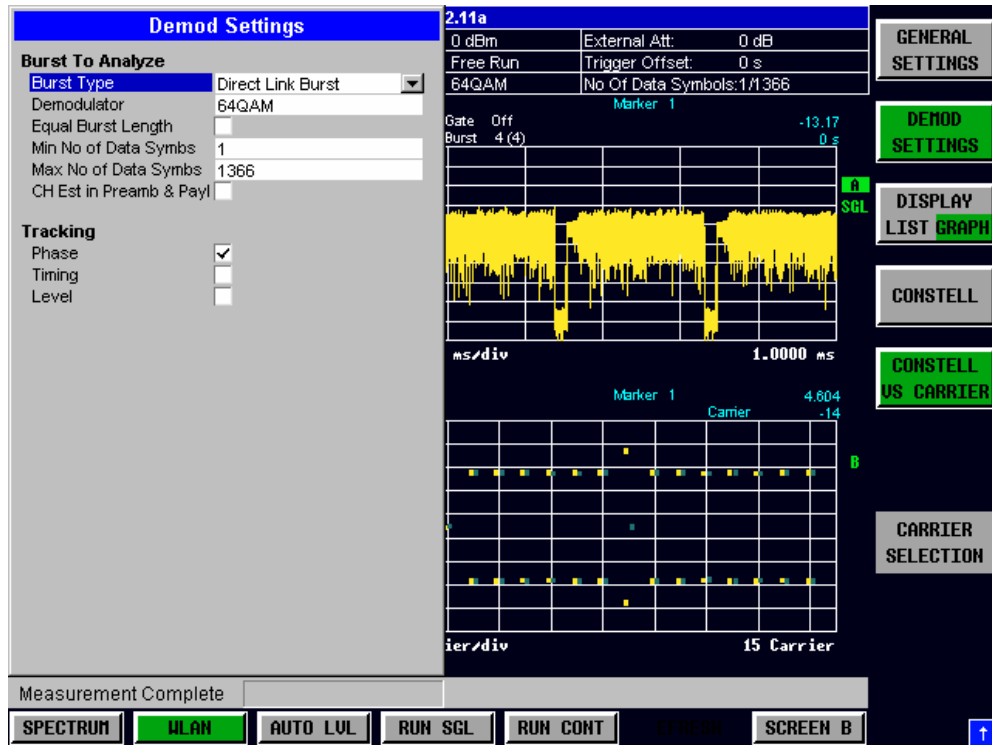 Demod Settings
Burst To Analyze
Burst Type Direct Link Burst
Demodulator 64QAM
Equal Burst Length
Min No of Data Symbs 1
Max No of Data Symbs 1366
CH Est in Preamb & Payl
Tracking
Phase
Timing
Level
2.11a
0 dBm External Att: 0 dB
Free Run Trigger Offset: 0 s
64QAM No Of Data Symbols: 1/1366
Marker 1
Gate Off -13.17
Burst 4 (4) 0 s
A
SGL
ms/div 1.0000 ms
Marker 1 4.604
Carrier -14
B
ier/div 15 Carrier
GENERAL
SETTINGS
DEMOD
SETTINGS
DISPLAY
LIST GRAPH
CONSTELL
CONSTELL
VS CARRIER
CARRIER
SELECTION
Measurement Complete
SPECTRUM WLAN AUTO LVL RUN SGL RUN CONT REFRESH SCREEN B